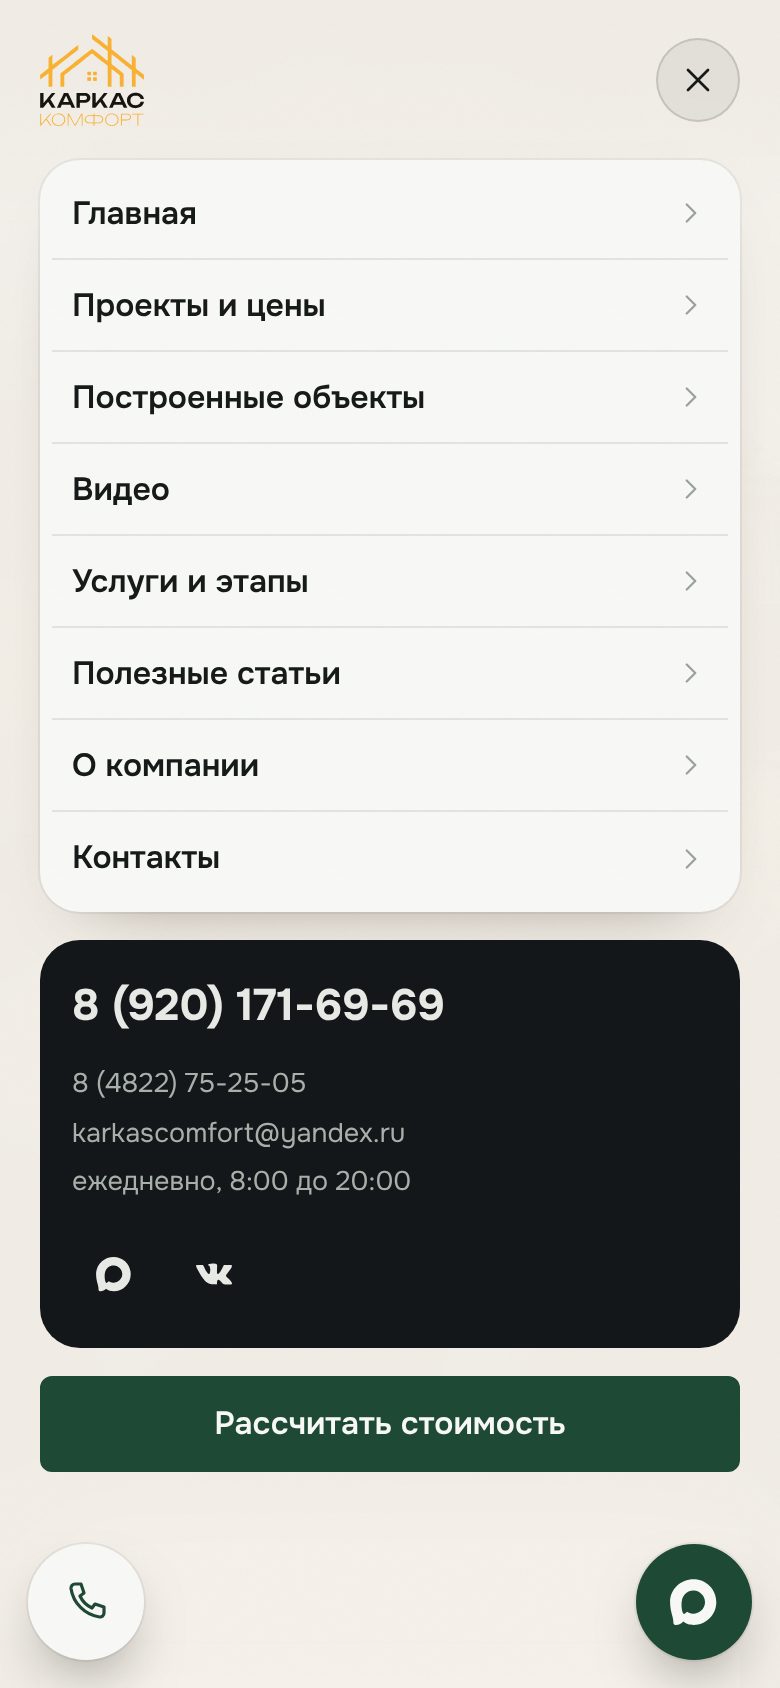 КАРКАС
КОМФОРТ
Главная
Проекты и цены
Построенные объекты
Видео
Услуги и этапы
Полезные статьи
О компании
Контакты
8 (920) 171-69-69
8 (4822) 75-25-05
karkascomfort@yandex.ru
ежедневно, 8:00 до 20:00
Рассчитать стоимость